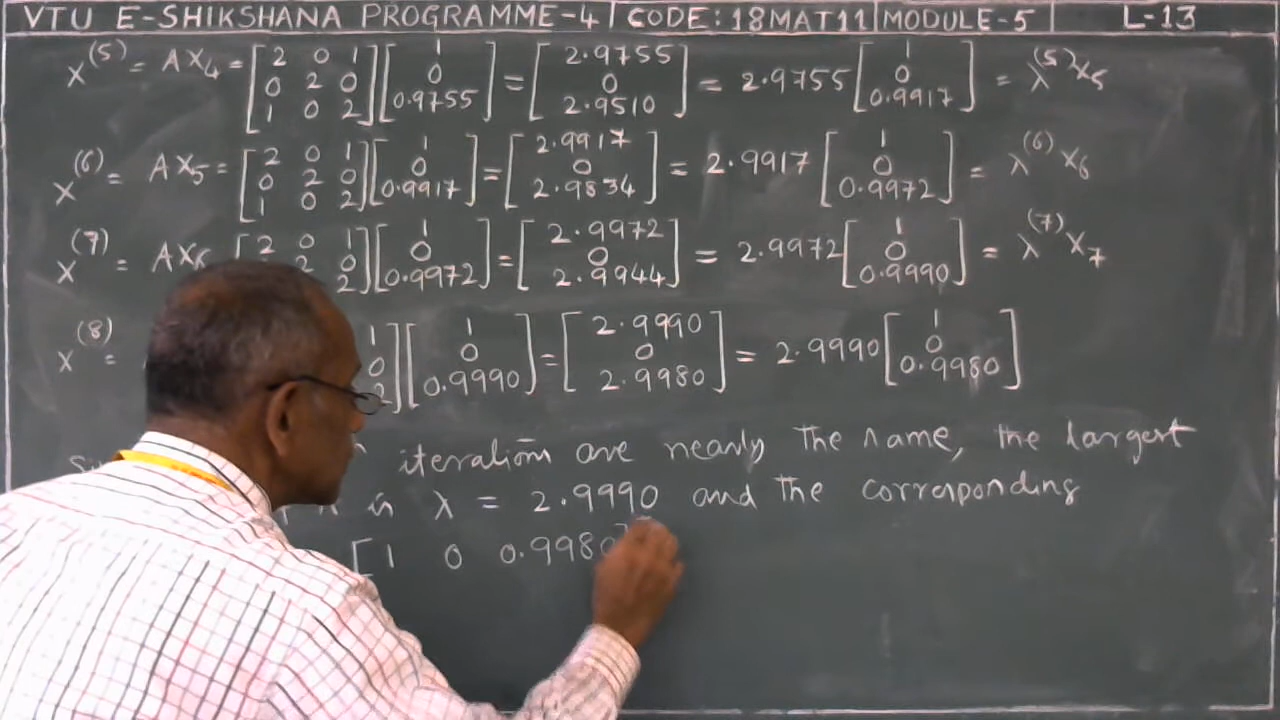 VTU E-SHIKSHANA PROGRAMME-4 | CODE: 18MAT11 | MODULE-5 | L-13
X^(5) = AX₄ = [2 0 1; 0 2 0; 1 0 2] [1; 0; 0.9755] = [2.9755; 0; 2.9510] = 2.9755 [1; 0; 0.9917] = λ^(5) X₅
X^(6) = AX₅ = [2 0 1; 0 2 0; 1 0 2] [1; 0; 0.9917] = [2.9917; 0; 2.9834] = 2.9917 [1; 0; 0.9972] = λ^(6) X₆
X^(7) = AX₆ [2 0 1; 2 0; 2] [1; 0; 0.9972] = [2.9972; 0; 2.9944] = 2.9972 [1; 0; 0.9990] = λ^(7) X₇
X^(8) = 1; 0; 2] [1; 0; 0.9990] = [2.9990; 0; 2.9980] = 2.9990 [1; 0; 0.9980]
iterations are nearly the same, the largest
is λ = 2.9990 and the corresponding
[1 0 0.9980]